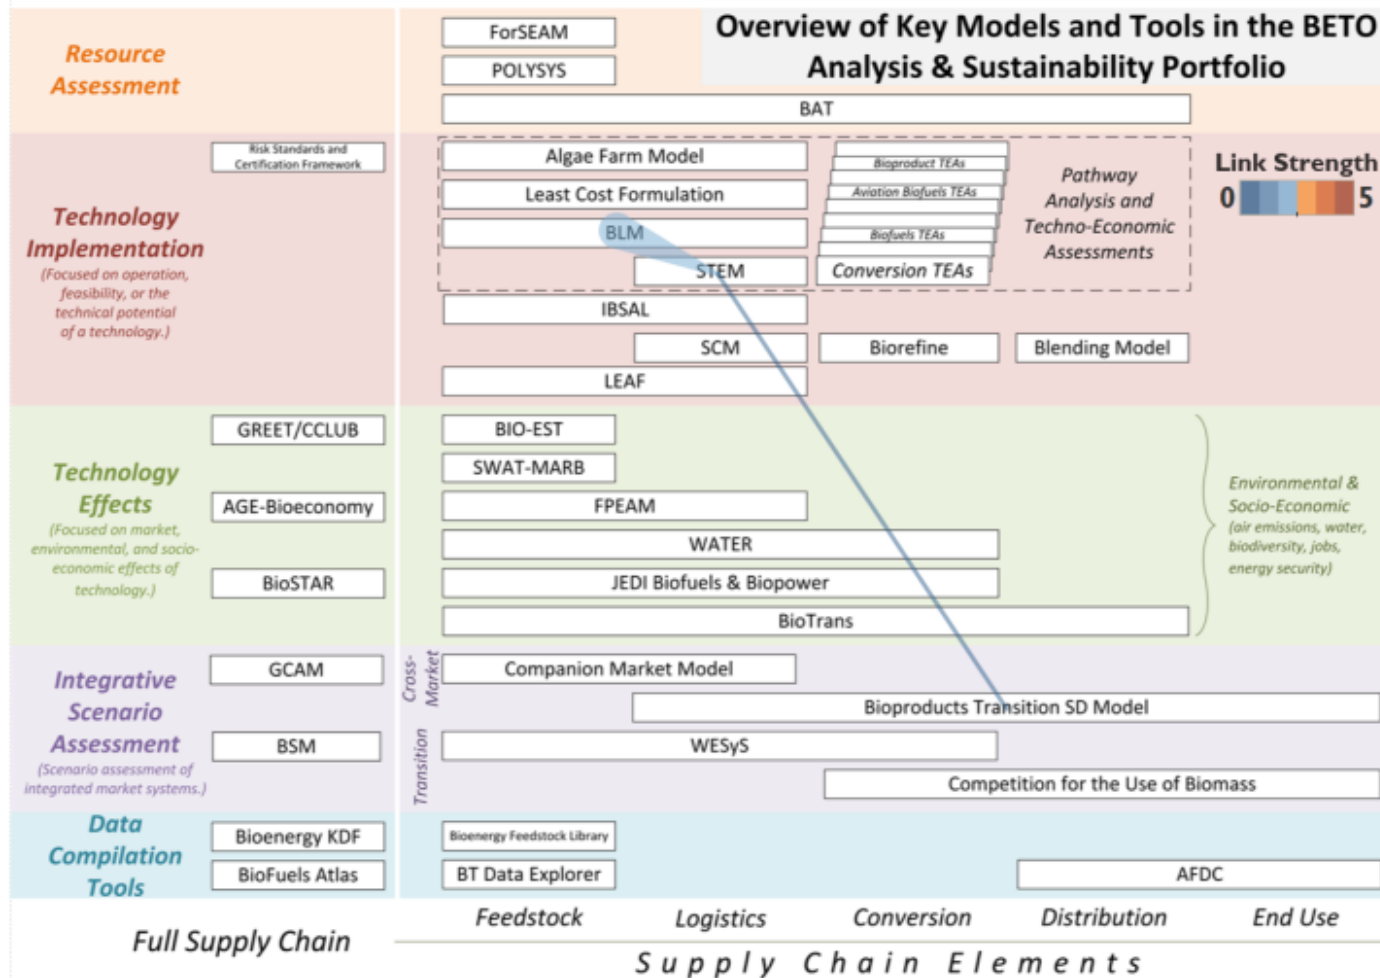 Overview of Key Models and Tools in the BETO
Analysis & Sustainability Portfolio
Resource
Assessment
ForSEAM
POLYSYS
BAT
Technology
Implementation
(Focused on operation,
feasibility, or the
technical potential
of a technology.)
Risk Standards and
Certification Framework
Algae Farm Model
Least Cost Formulation
BLM
STEM
IBSAL
SCM
LEAF
Bioproduct TEAs
Aviation Biofuels TEAs
Biofuels TEAs
Conversion TEAs
Biorefine
Pathway
Analysis and
Techno-Economic
Assessments
Blending Model
Link Strength
0 5
Technology
Effects
(Focused on market,
environmental, and socio-
economic effects of
technology.)
GREET/CCLUB
AGE-Bioeconomy
BioSTAR
BIO-EST
SWAT-MARB
FPEAM
WATER
JEDI Biofuels & Biopower
BioTrans
Environmental &
Socio-Economic
(air emissions, water,
biodiversity, jobs,
energy security)
Integrative
Scenario
Assessment
(Scenario assessment of
integrated market systems.)
GCAM
BSM
Cross-
Market
Transition
Companion Market Model
Bioproducts Transition SD Model
WESyS
Competition for the Use of Biomass
Data
Compilation
Tools
Bioenergy KDF
BioFuels Atlas
Bioenergy Feedstock Library
BT Data Explorer
AFDC
Full Supply Chain
Feedstock
Logistics
Conversion
Distribution
End Use
Supply Chain Elements